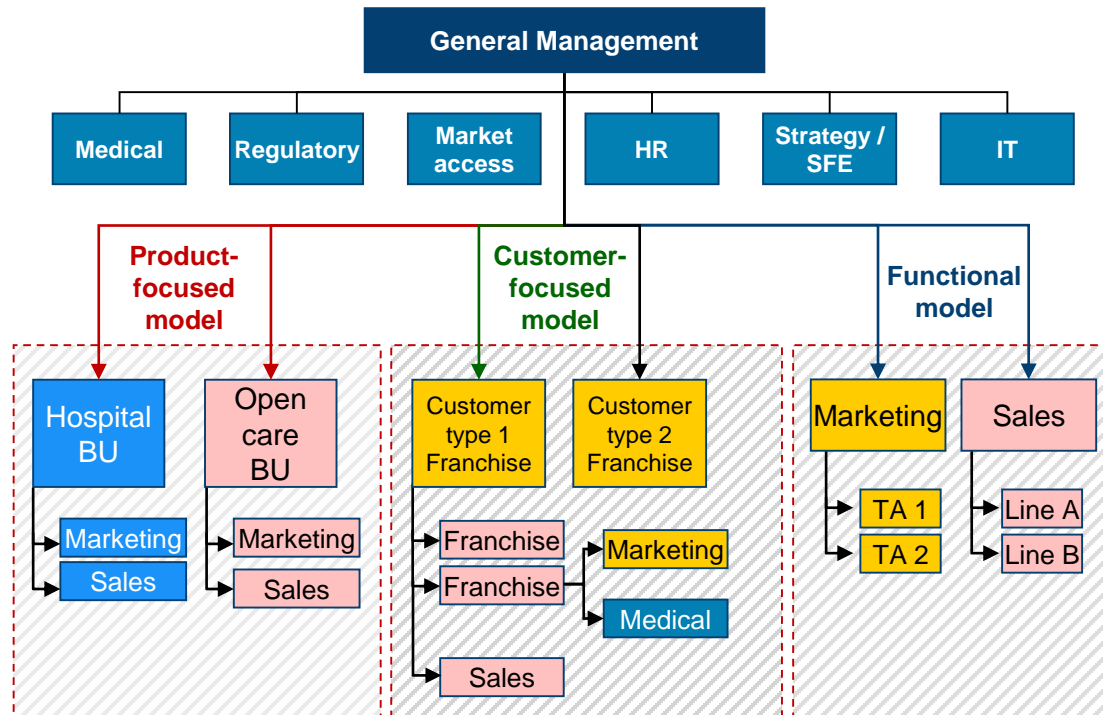 General Management
Medical
Regulatory
Market
access
HR
Strategy /
SFE
IT
Product-
focused
model
Customer-
focused
model
Functional
model
Hospital
BU
Open
care
BU
Customer
type 1
Franchise
Customer
type 2
Franchise
Marketing
Sales
Marketing
Sales
Marketing
Sales
Franchise
Franchise
Marketing
Medical
Sales
TA 1
TA 2
Line A
Line B